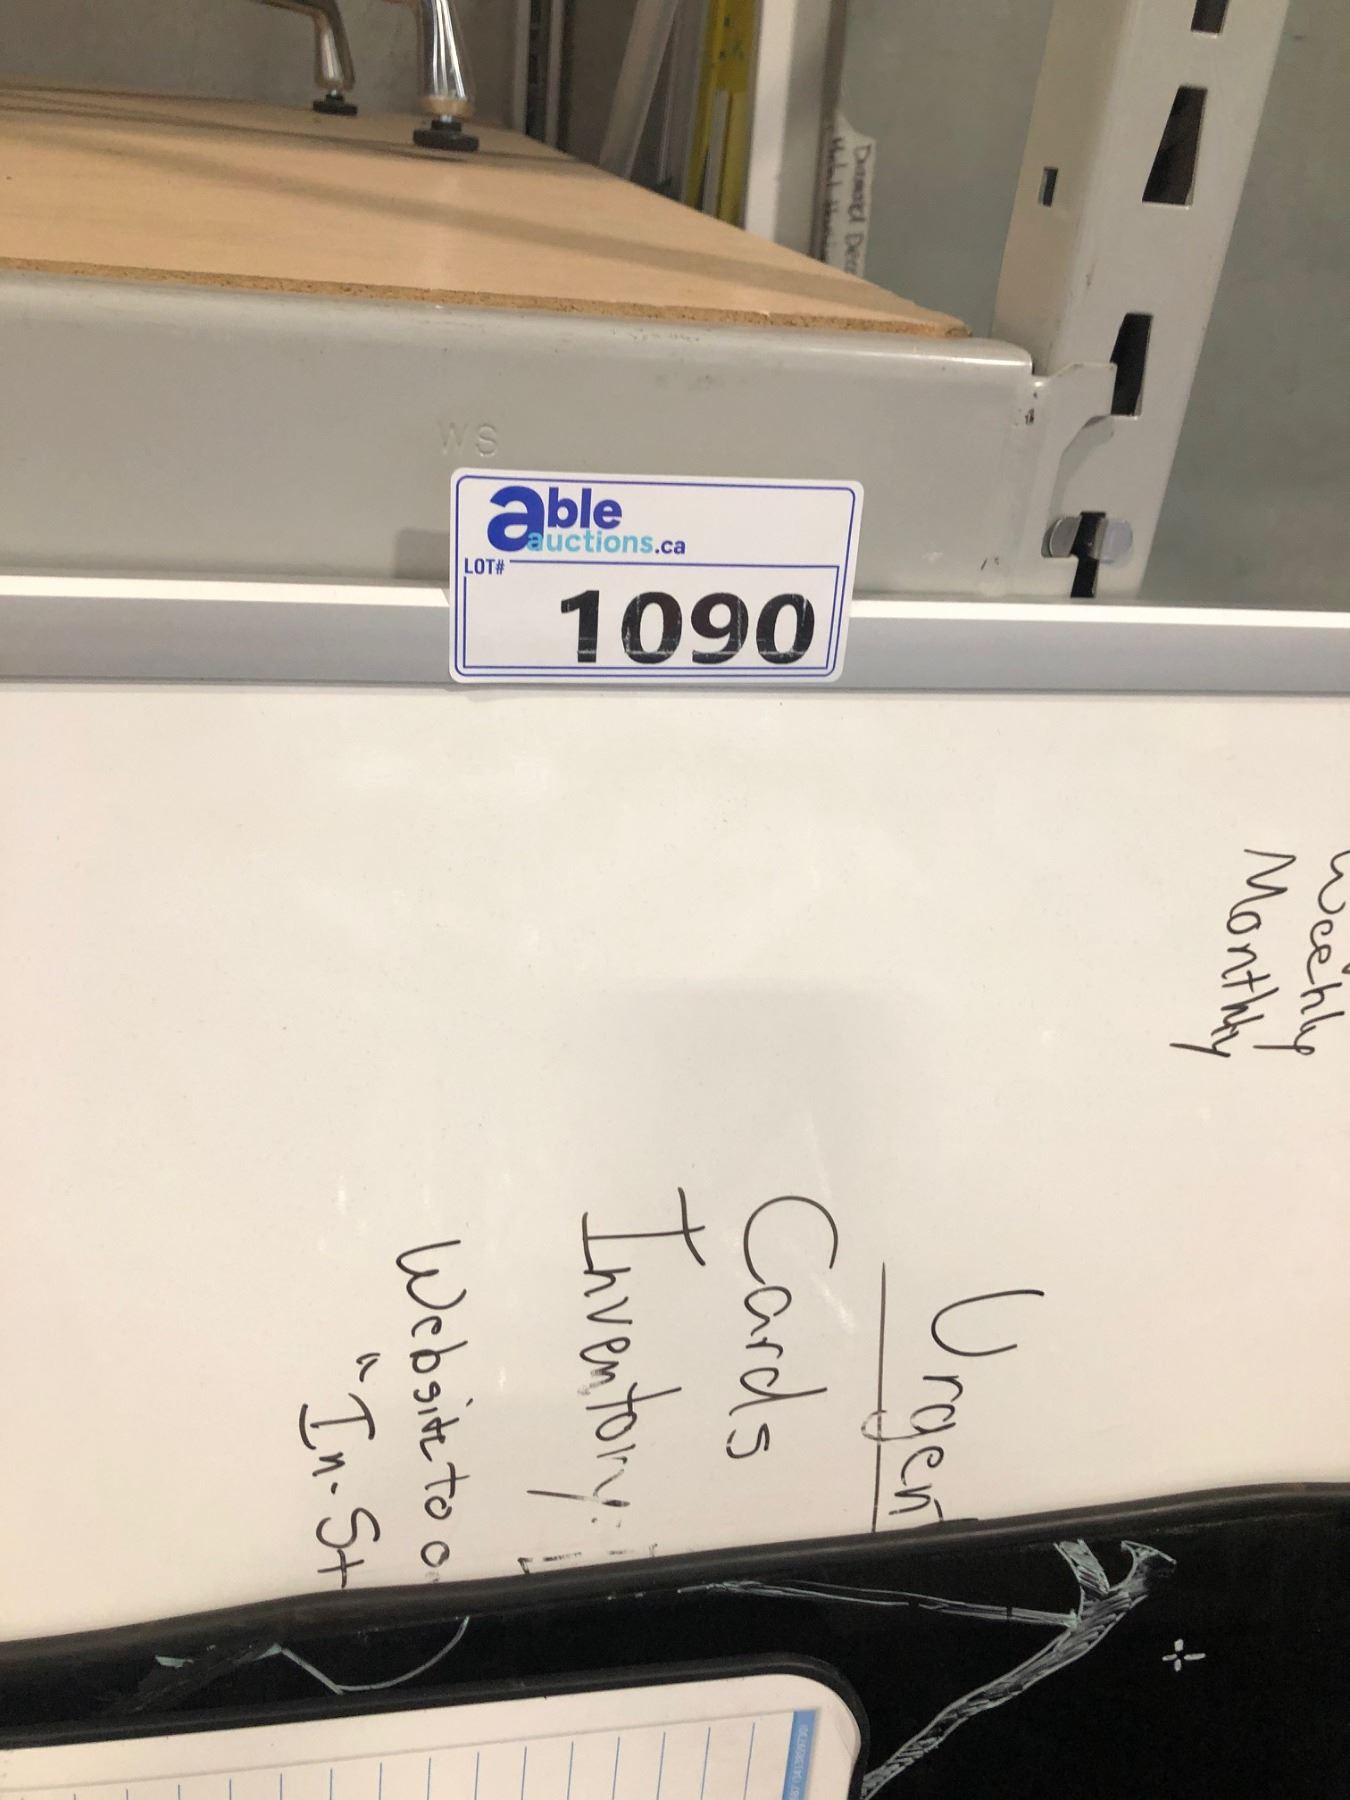 WS
able
auctions.ca
LOT#
1090
Weekly
Monthly
Urgent
Cards
Inventory:
Website to
"In-St